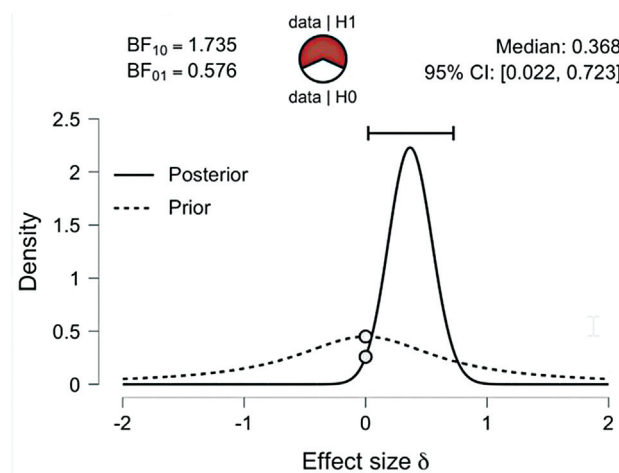 data | H1
BF₁₀ = 1.735
BF₀₁ = 0.576
Median: 0.368
95% CI: [0.022, 0.723]
data | H0
2.5
2
1.5
1
0.5
0
Density
Posterior
Prior
-2
-1
0
1
2
Effect size δ